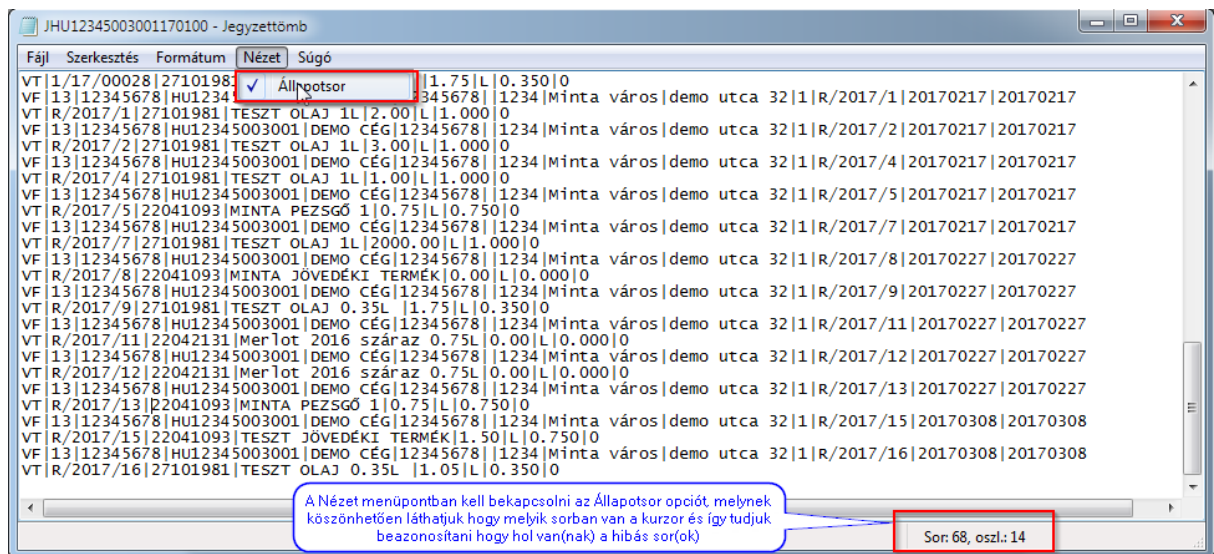 JHU12345003001170100 - Jegyzettömb
Fájl Szerkesztés Formátum Nézet Súgó
Állapotsor
VT|1/17/00028|2710198 |1.75|L|0.350|0
VF|13|12345678|HU1234 345678||1234|Minta város|demo utca 32|1|R/2017/1|20170217|20170217
VT|R/2017/1|27101981|TESZT OLAJ 1L|2.00|L|1.000|0
VF|13|12345678|HU12345003001|DEMO CÉG|12345678||1234|Minta város|demo utca 32|1|R/2017/2|20170217|20170217
VT|R/2017/2|27101981|TESZT OLAJ 1L|3.00|L|1.000|0
VF|13|12345678|HU12345003001|DEMO CÉG|12345678||1234|Minta város|demo utca 32|1|R/2017/4|20170217|20170217
VT|R/2017/4|27101981|TESZT OLAJ 1L|1.00|L|1.000|0
VF|13|12345678|HU12345003001|DEMO CÉG|12345678||1234|Minta város|demo utca 32|1|R/2017/5|20170217|20170217
VT|R/2017/5|22041093|MINTA PEZSGŐ 1|0.75|L|0.750|0
VF|13|12345678|HU12345003001|DEMO CÉG|12345678||1234|Minta város|demo utca 32|1|R/2017/7|20170217|20170217
VT|R/2017/7|27101981|TESZT OLAJ 1L|2000.00|L|1.000|0
VF|13|12345678|HU12345003001|DEMO CÉG|12345678||1234|Minta város|demo utca 32|1|R/2017/8|20170227|20170227
VT|R/2017/8|22041093|MINTA JÖVEDÉKI TERMÉK|0.00|L|0.000|0
VF|13|12345678|HU12345003001|DEMO CÉG|12345678||1234|Minta város|demo utca 32|1|R/2017/9|20170227|20170227
VT|R/2017/9|27101981|TESZT OLAJ 0.35L |1.75|L|0.350|0
VF|13|12345678|HU12345003001|DEMO CÉG|12345678||1234|Minta város|demo utca 32|1|R/2017/11|20170227|20170227
VT|R/2017/11|22042131|Merlot 2016 száraz 0.75L|0.00|L|0.000|0
VF|13|12345678|HU12345003001|DEMO CÉG|12345678||1234|Minta város|demo utca 32|1|R/2017/12|20170227|20170227
VT|R/2017/12|22042131|Merlot 2016 száraz 0.75L|0.00|L|0.000|0
VF|13|12345678|HU12345003001|DEMO CÉG|12345678||1234|Minta város|demo utca 32|1|R/2017/13|20170227|20170227
VT|R/2017/13|22041093|MINTA PEZSGŐ 1|0.75|L|0.750|0
VF|13|12345678|HU12345003001|DEMO CÉG|12345678||1234|Minta város|demo utca 32|1|R/2017/15|20170308|20170308
VT|R/2017/15|22041093|TESZT JÖVEDÉKI TERMÉK|1.50|L|0.750|0
VF|13|12345678|HU12345003001|DEMO CÉG|12345678||1234|Minta város|demo utca 32|1|R/2017/16|20170308|20170308
VT|R/2017/16|27101981|TESZT OLAJ 0.35L |1.05|L|0.350|0
A Nézet menüpontban kell bekapcsolni az Állapotsor opciót, melynek
köszönhetően láthatjuk hogy melyik sorban van a kurzor és így tudjuk
beazonosítani hogy hol van(nak) a hibás sor(ok)
Sor: 68, oszl.: 14